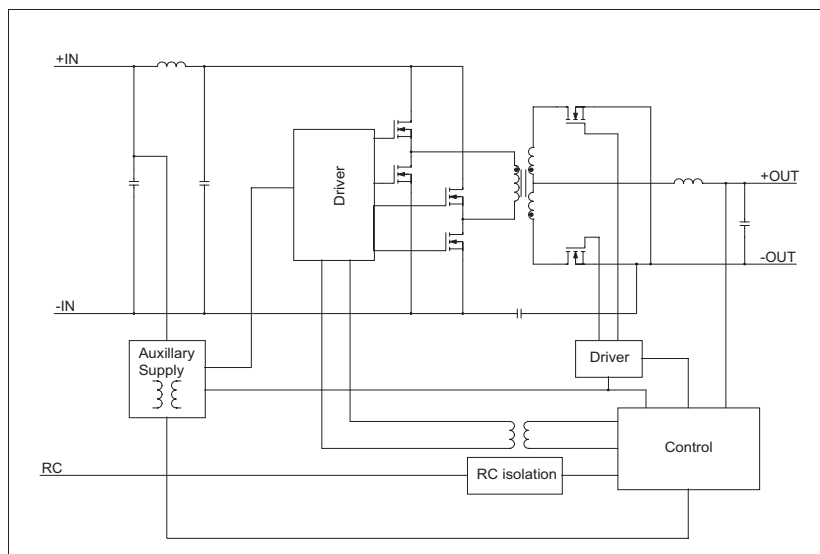 +IN
Driver
+OUT
-OUT
-IN
Auxillary
Supply
Driver
Control
RC
RC isolation